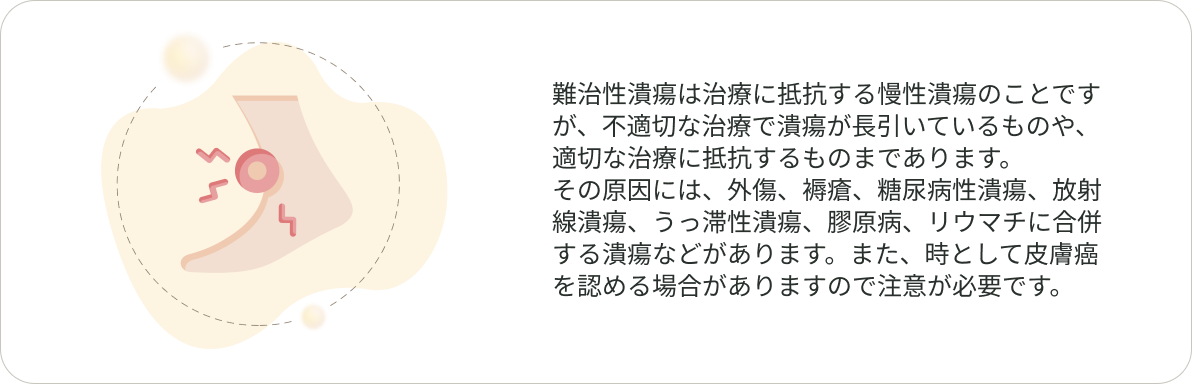 難治性潰瘍は治療に抵抗する慢性潰瘍のことです
が、不適切な治療で潰瘍が長引いているものや、
適切な治療に抵抗するものまであります。
その原因には、外傷、褥瘡、糖尿病性潰瘍、放射
線潰瘍、うっ滞性潰瘍、膠原病、リウマチに合併
する潰瘍などがあります。また、時として皮膚癌
を認める場合がありますので注意が必要です。